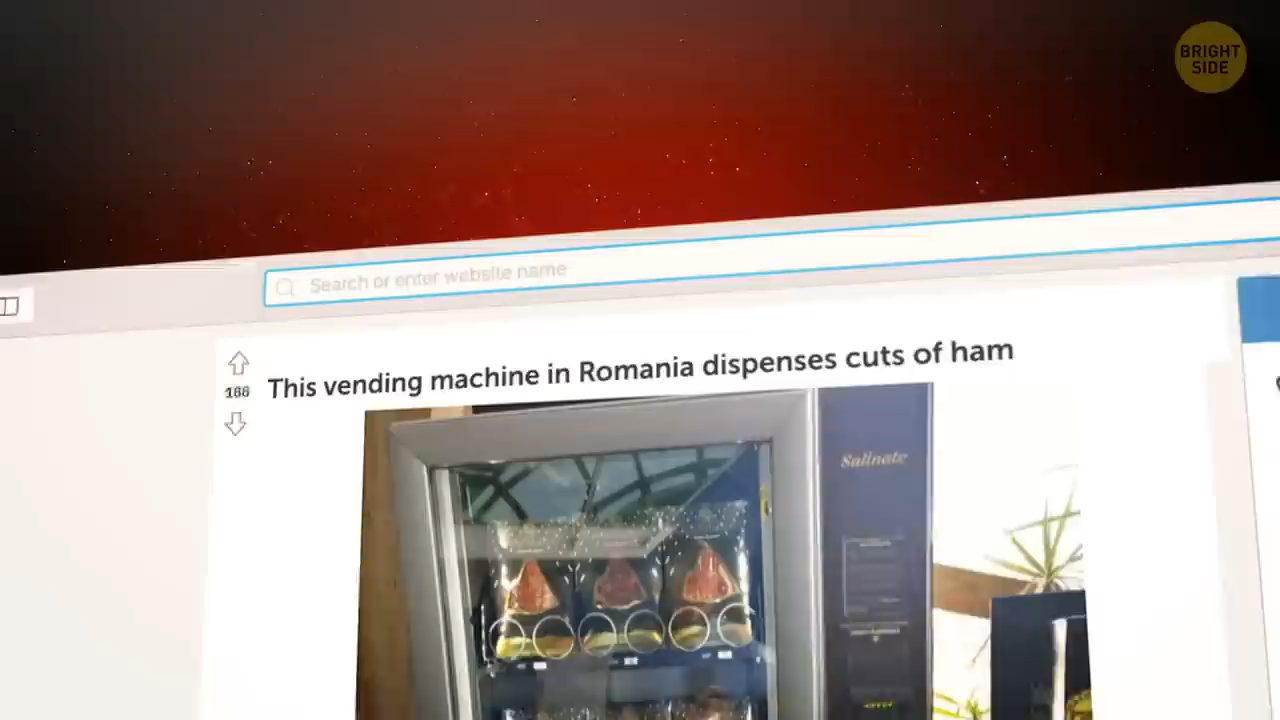 BRIGHT
SIDE
Search or enter website name
This vending machine in Romania dispenses cuts of ham
188
Salinate